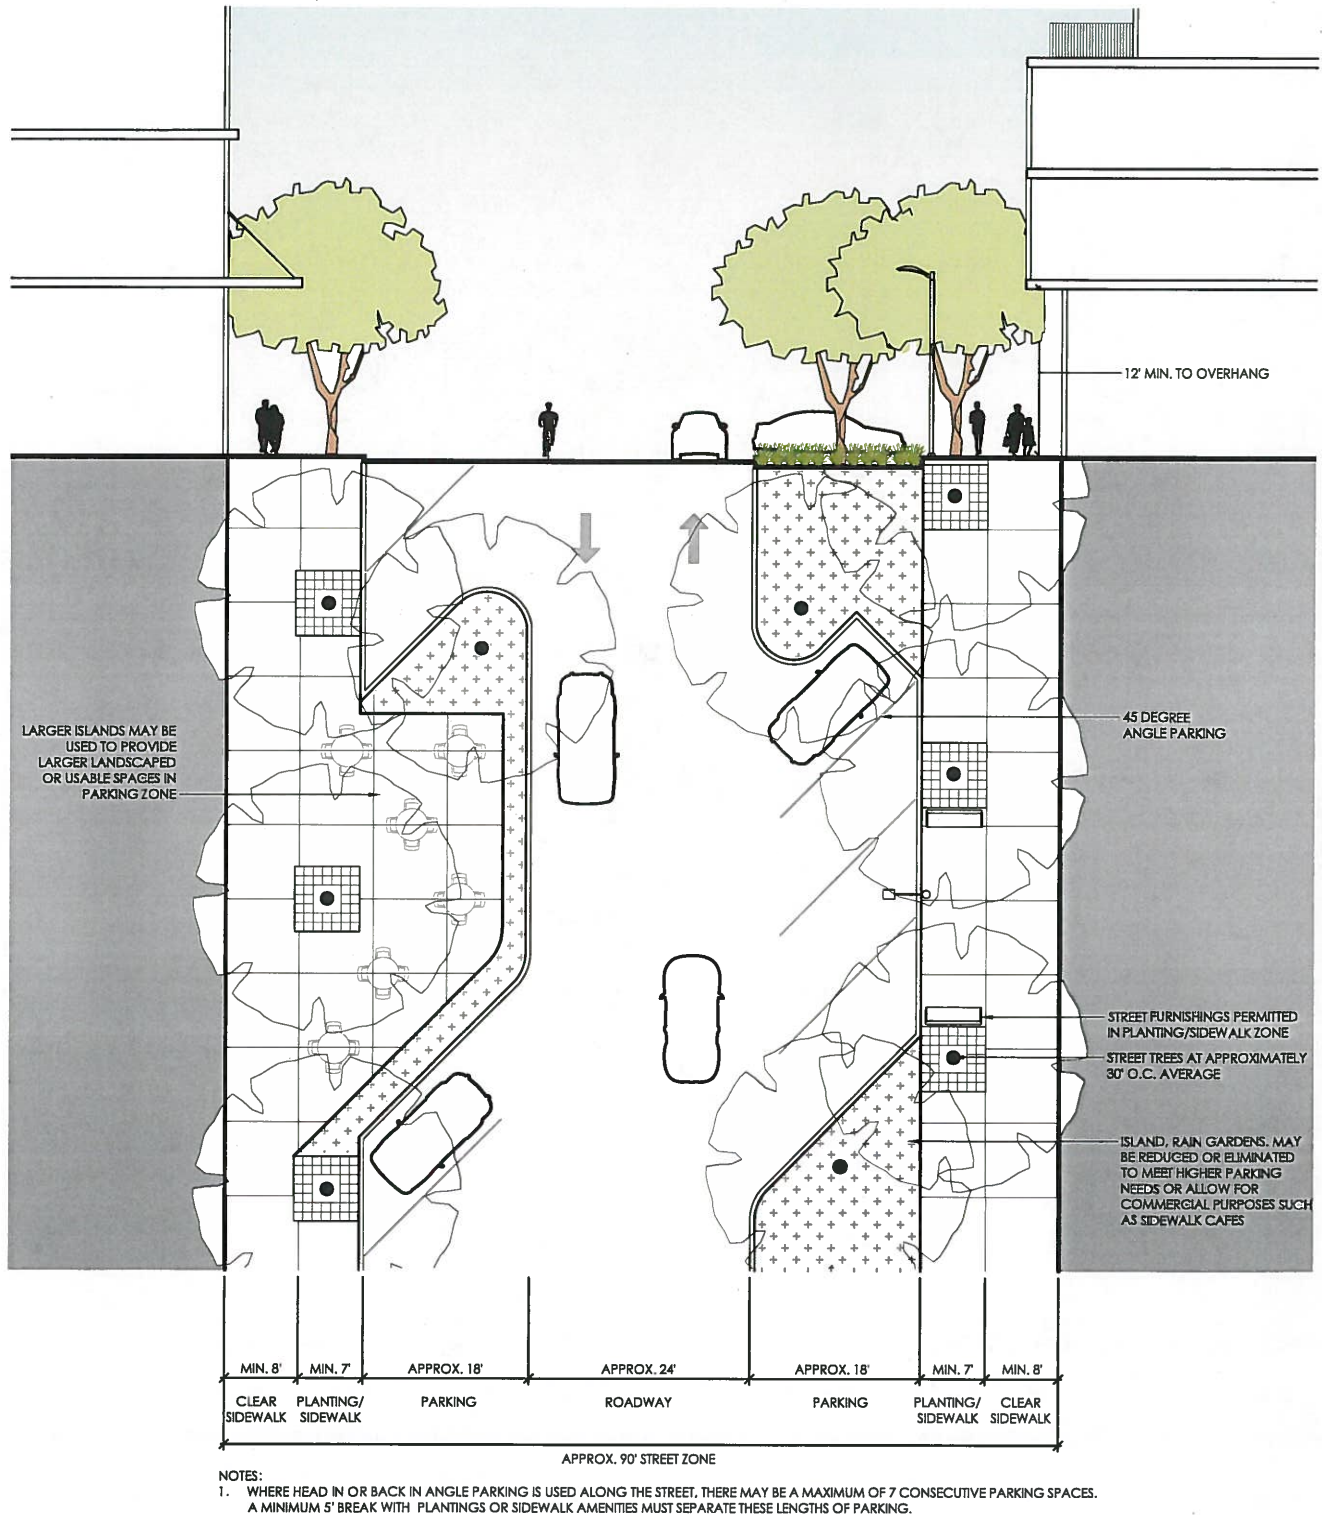 12' MIN. TO OVERHANG
45 DEGREE
ANGLE PARKING
LARGER ISLANDS MAY BE
USED TO PROVIDE
LARGER LANDSCAPED
OR USABLE SPACES IN
PARKING ZONE
STREET FURNISHINGS PERMITTED
IN PLANTING/SIDEWALK ZONE
STREET TREES AT APPROXIMATELY
30' O.C. AVERAGE
ISLAND, RAIN GARDENS. MAY
BE REDUCED OR ELIMINATED
TO MEET HIGHER PARKING
NEEDS OR ALLOW FOR
COMMERCIAL PURPOSES SUCH
AS SIDEWALK CAFES
MIN. 8' MIN. 7' APPROX. 18' APPROX. 24' APPROX. 18' MIN. 7' MIN. 8'
CLEAR PLANTING/ PARKING ROADWAY PARKING PLANTING/ CLEAR
SIDEWALK SIDEWALK SIDEWALK SIDEWALK
APPROX. 90' STREET ZONE
NOTES:
1. WHERE HEAD IN OR BACK IN ANGLE PARKING IS USED ALONG THE STREET, THERE MAY BE A MAXIMUM OF 7 CONSECUTIVE PARKING SPACES.
A MINIMUM 5' BREAK WITH PLANTINGS OR SIDEWALK AMENITIES MUST SEPARATE THESE LENGTHS OF PARKING.